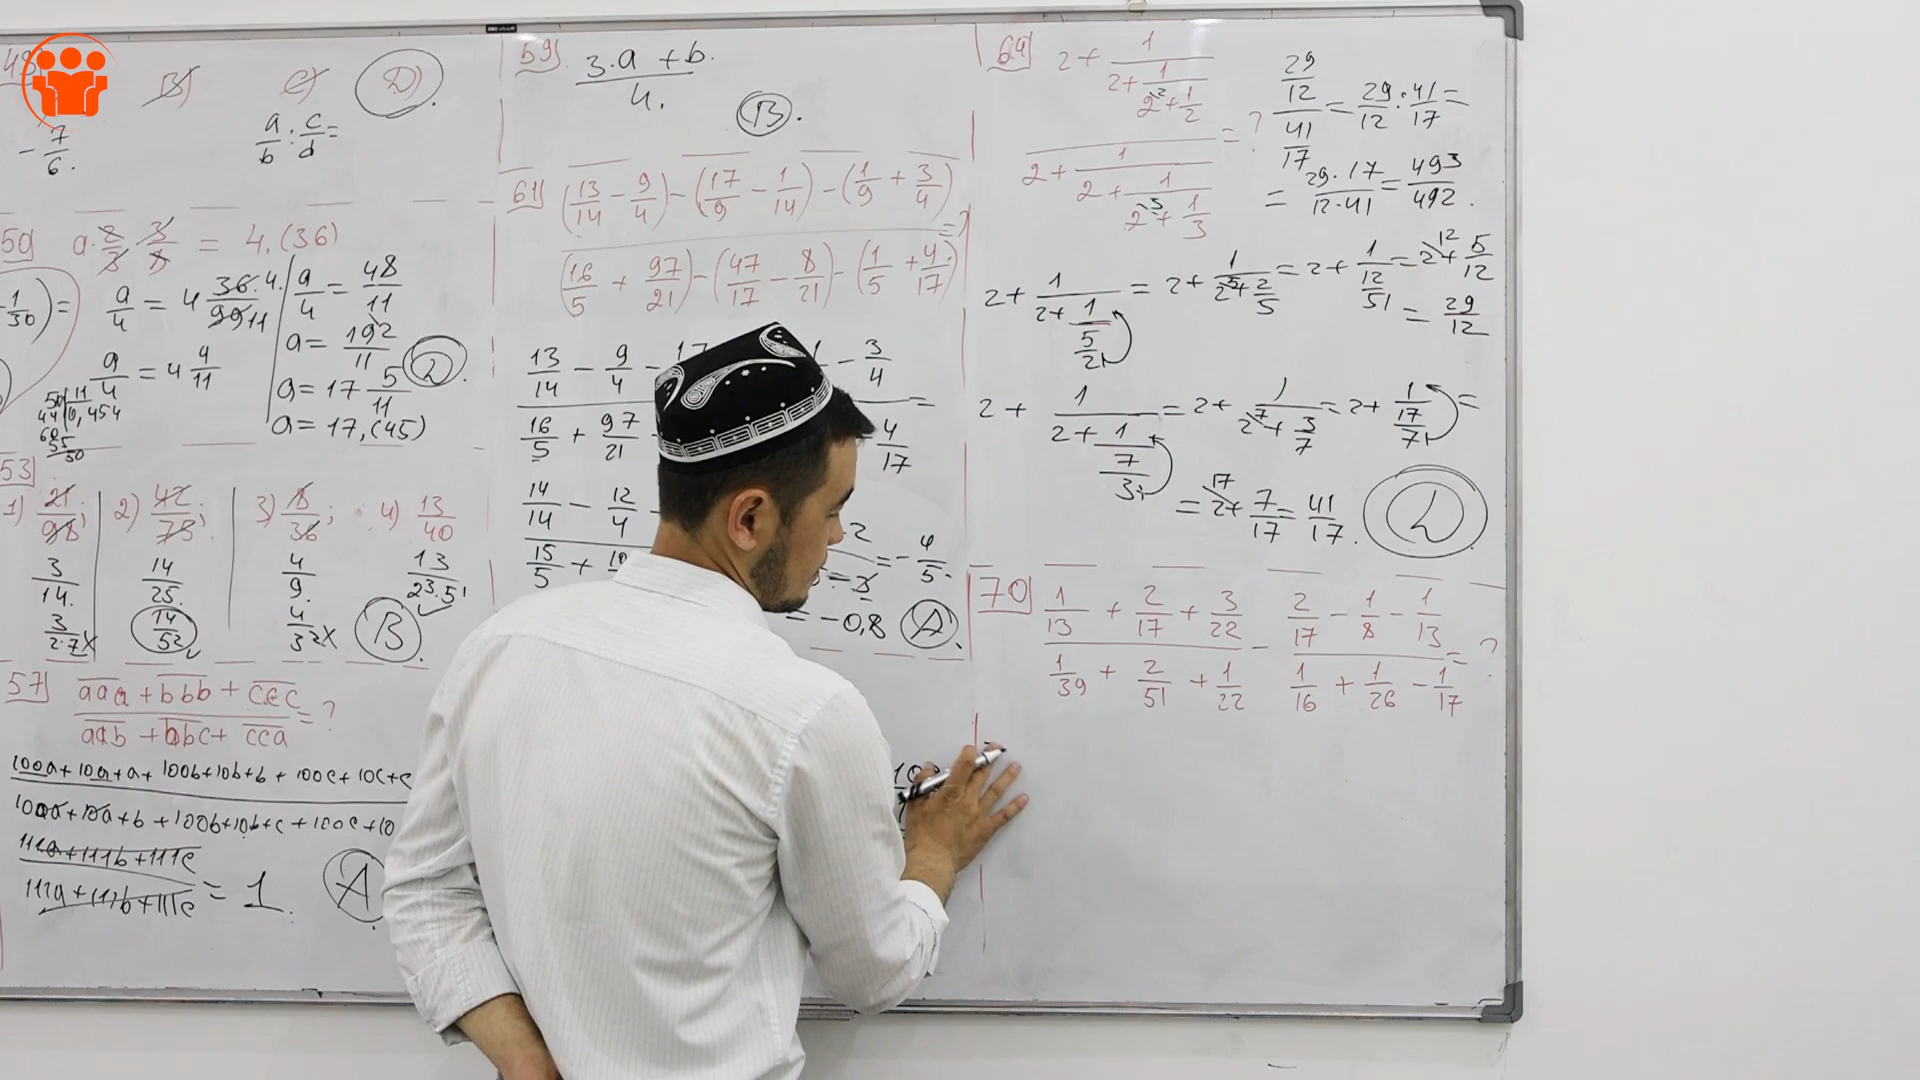 48)
B) C) D).
- 7/6.
a/b : c/d =
50) a · 8/3 · 3/8 = 4,(36)
1/30) =
a/4 = 4 36·4/99 11
a/4 = 4 4/11
a/4 = 48/11
a = 192/11
a = 17 5/11
a = 17,(45)
D.
50 | 11
44 | 0,454
60
55
50
53)
1) 21/98; 2) 42/75; 3) 8/36; 4) 13/40
3/14. 14/25. 4/9. 13/23·5
3/2·7 x 14/52 4/32 x B.
57) aaa + bbb + ccc
aab + bbc + cca = ?
100a + 10a + a + 100b + 10b + b + 100c + 10c + c
100a + 10a + b + 100b + 10b + c + 100c + 10
111a + 111b + 111c
111a + 111b + 111c = 1.
A
59). 3·a + b.
4.
B.
61) (13/14 - 9/4) - (17/9 - 1/14) - (1/9 + 3/4)
(16/5 + 97/21) - (47/17 - 8/21) - (1/5 + 4/17) = ?
13/14 - 9/4 - 17 - 3/4
16/5 + 97/21 4/17 =
14/14 - 12/4 -
15/5 + 10 = - 4/5.
= -0,8 A.
64) 2 + 1/(2 + 1/(2 + 1/2))
2 + 1/(2 + 1/(2 + 1/3)) = ?
29/12 / 41/17 = 29/12 : 41/17 =
= 29·17/12·41 = 493/492.
2 + 1/(2 + 1/(5/2)) = 2 + 1/(2 + 2/5) = 2 + 1/(12/5) = 2 + 5/12
= 29/12
2 + 1/(2 + 1/(7/3)) = 2 + 1/(2 + 3/7) = 2 + 1/(17/7) =
= 2 + 7/17 = 41/17. D
70) 1/13 + 2/17 + 3/22 2/17 - 1/8 - 1/13
1/39 + 2/51 + 1/22 - 1/16 + 1/26 - 1/17 = ?